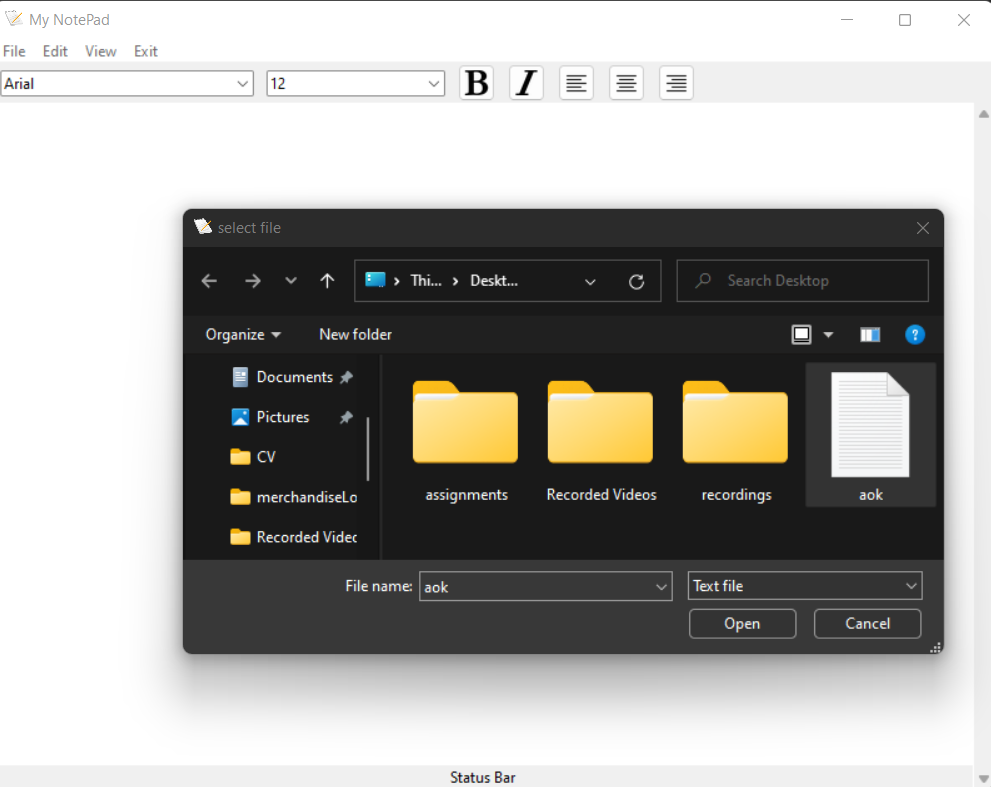 My NotePad
File Edit View Exit
Arial 12 B I
select file
Thi... Deskt... Search Desktop
Organize New folder ?
Documents
Pictures
CV
merchandiseLo
Recorded Videc
assignments Recorded Videos recordings aok
File name: aok Text file
Open Cancel
Status Bar